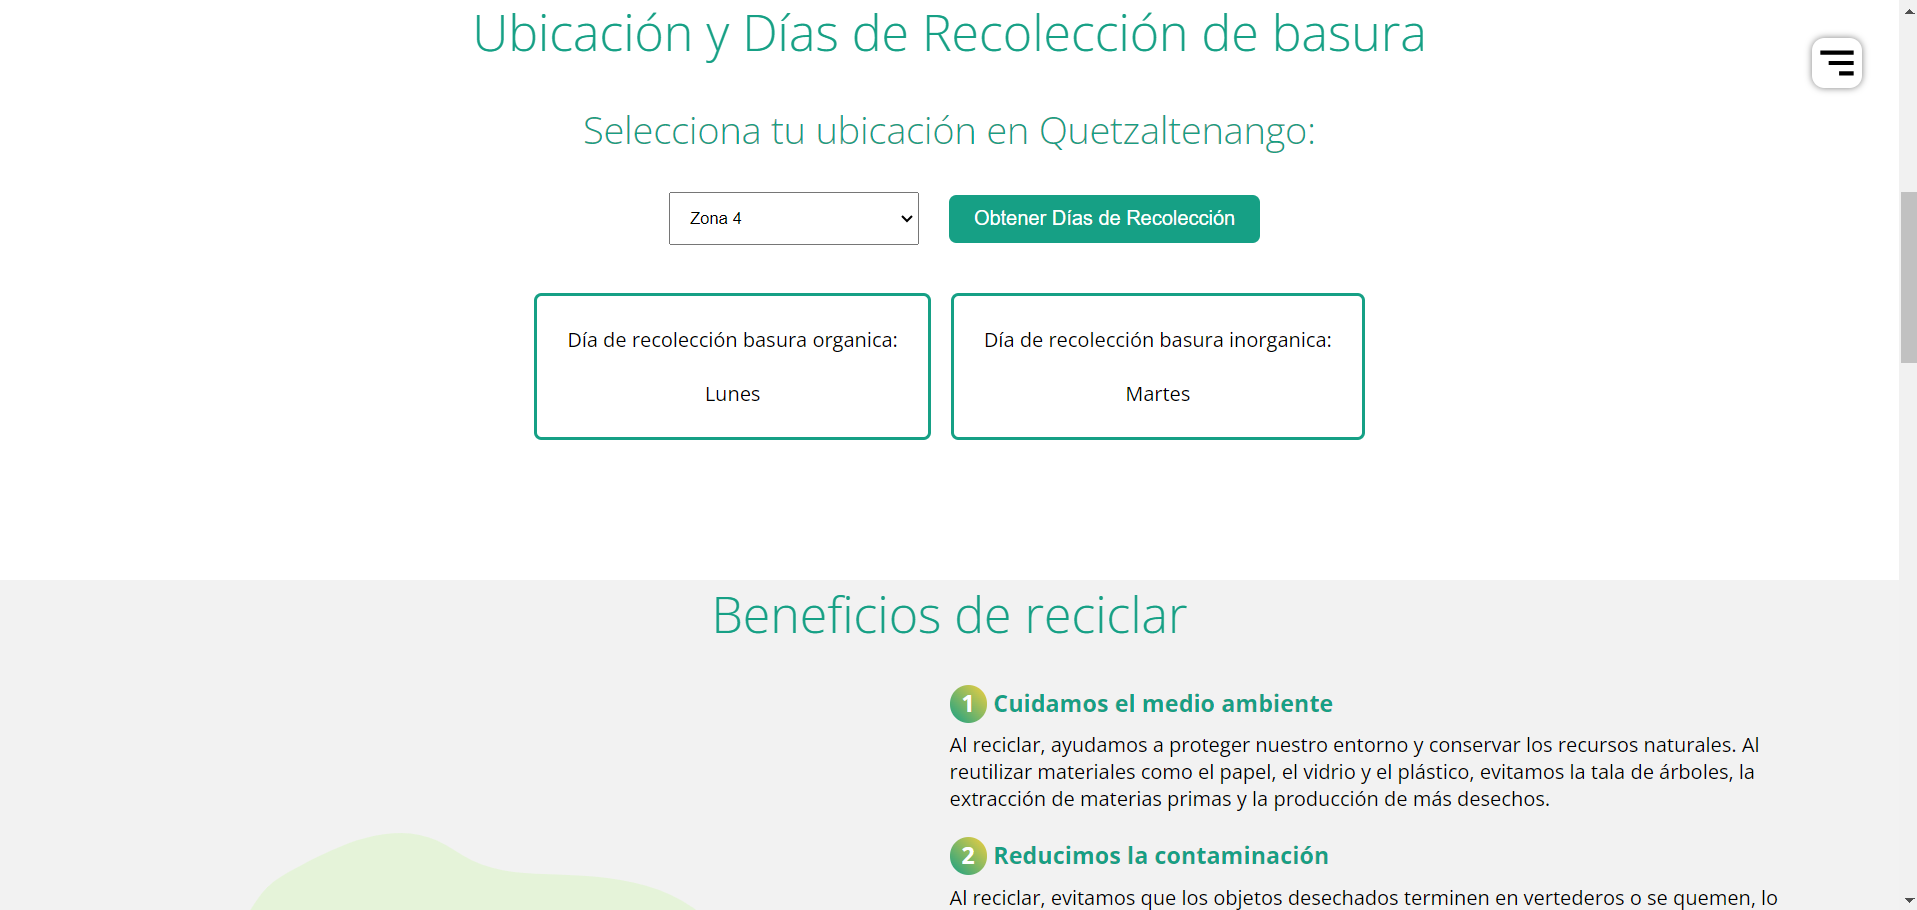 Ubicación y Días de Recolección de basura
Selecciona tu ubicación en Quetzaltenango:
Zona 4
Obtener Días de Recolección
Día de recolección basura organica:
Lunes
Día de recolección basura inorganica:
Martes
Beneficios de reciclar
1 Cuidamos el medio ambiente
Al reciclar, ayudamos a proteger nuestro entorno y conservar los recursos naturales. Al
reutilizar materiales como el papel, el vidrio y el plástico, evitamos la tala de árboles, la
extracción de materias primas y la producción de más desechos.
2 Reducimos la contaminación
Al reciclar, evitamos que los objetos desechados terminen en vertederos o se quemen, lo